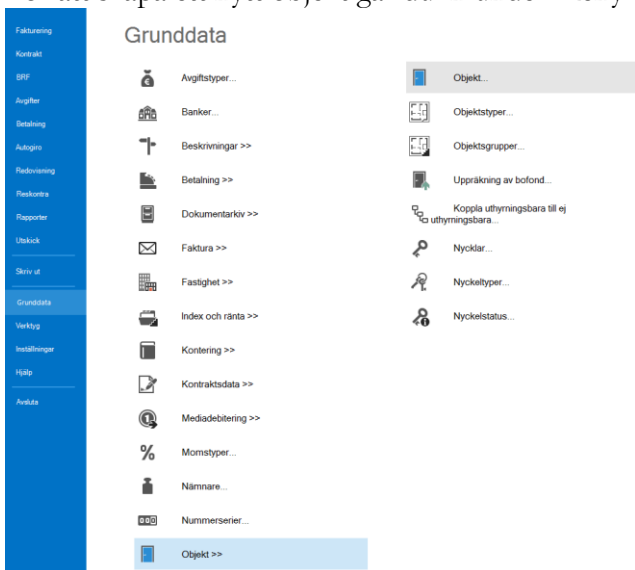 Fakturering
Kontrakt
BRF
Avgifter
Betalning
Autogiro
Redovisning
Reskontra
Rapporter
Utskick
Skriv ut
Grunddata
Verktyg
Inställningar
Hjälp
Avsluta
Grunddata
Avgiftstyper...
Banker...
Beskrivningar >>
Betalning >>
Dokumentarkiv >>
Faktura >>
Fastighet >>
Index och ränta >>
Kontering >>
Kontraktsdata >>
Mediadebitering >>
Momstyper...
Nämnare...
Nummerserier...
Objekt >>
Objekt...
Objektstyper...
Objektsgrupper...
Uppräkning av bofond...
Koppla uthyrningsbara till ej
uthyrningsbara...
Nycklar...
Nyckeltyper...
Nyckelstatus...